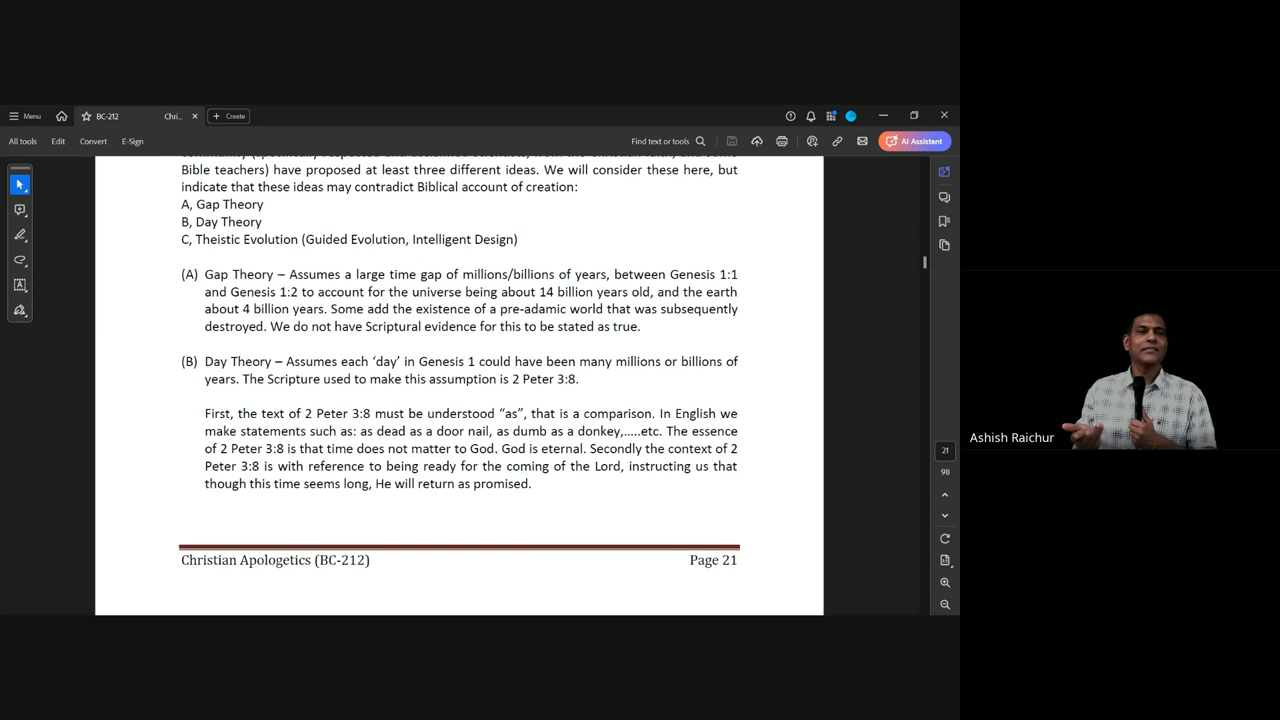 Menu
BC-212
Chri...
Create
All tools
Edit
Convert
E-Sign
Find text or tools
AI Assistant
Bible teachers) have proposed at least three different ideas. We will consider these here, but
indicate that these ideas may contradict Biblical account of creation:
A, Gap Theory
B, Day Theory
C, Theistic Evolution (Guided Evolution, Intelligent Design)
(A) Gap Theory – Assumes a large time gap of millions/billions of years, between Genesis 1:1
and Genesis 1:2 to account for the universe being about 14 billion years old, and the earth
about 4 billion years. Some add the existence of a pre-adamic world that was subsequently
destroyed. We do not have Scriptural evidence for this to be stated as true.
(B) Day Theory – Assumes each ‘day’ in Genesis 1 could have been many millions or billions of
years. The Scripture used to make this assumption is 2 Peter 3:8.
First, the text of 2 Peter 3:8 must be understood “as”, that is a comparison. In English we
make statements such as: as dead as a door nail, as dumb as a donkey,.....etc. The essence
of 2 Peter 3:8 is that time does not matter to God. God is eternal. Secondly the context of 2
Peter 3:8 is with reference to being ready for the coming of the Lord, instructing us that
though this time seems long, He will return as promised.
Christian Apologetics (BC-212)
Page 21
21
98
Ashish Raichur